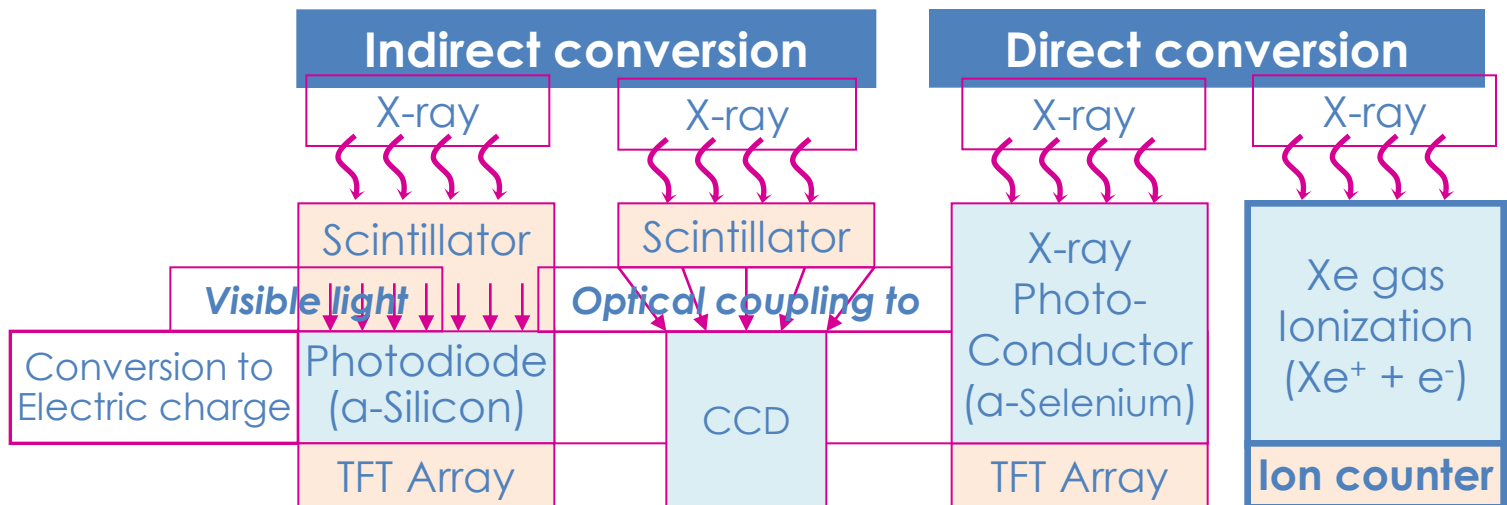 Indirect conversion
Direct conversion
X-ray
X-ray
X-ray
X-ray
Scintillator
Scintillator
X-ray
Photo-
Conductor
(a-Selenium)
Xe gas
Ionization
(Xe⁺ + e⁻)
Visible light
Optical coupling to
Conversion to
Electric charge
Photodiode
(a-Silicon)
CCD
TFT Array
TFT Array
Ion counter